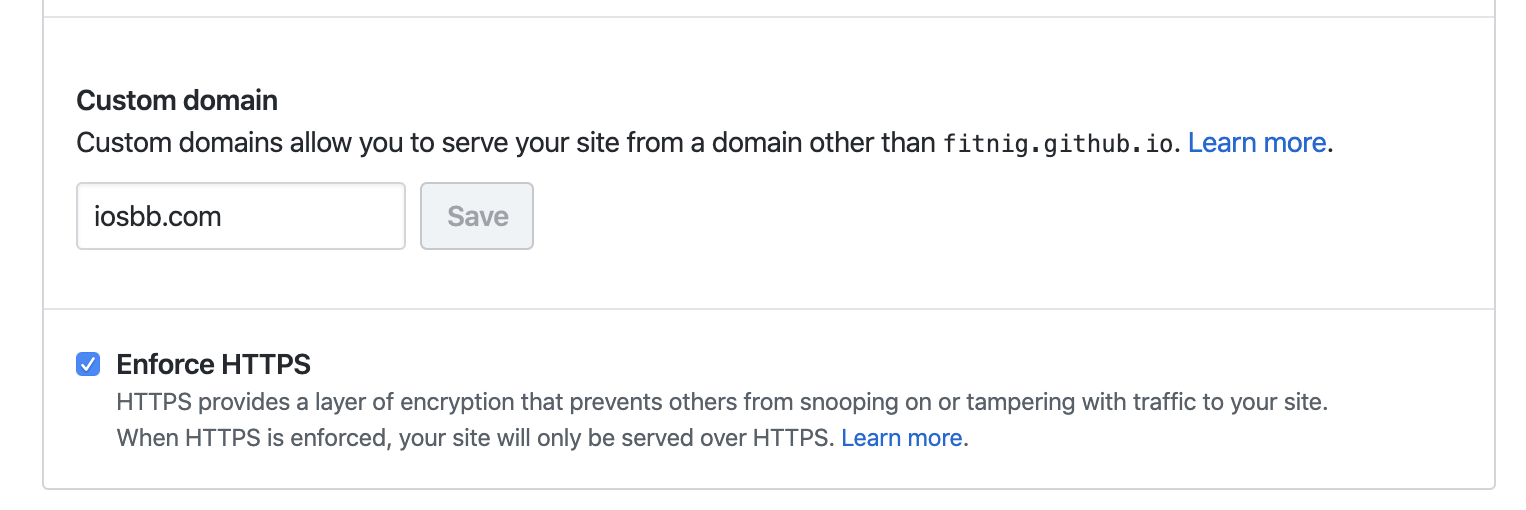 Custom domain
Custom domains allow you to serve your site from a domain other than fitnig.github.io. Learn more.
iosbb.com Save
Enforce HTTPS
HTTPS provides a layer of encryption that prevents others from snooping on or tampering with traffic to your site.
When HTTPS is enforced, your site will only be served over HTTPS. Learn more.